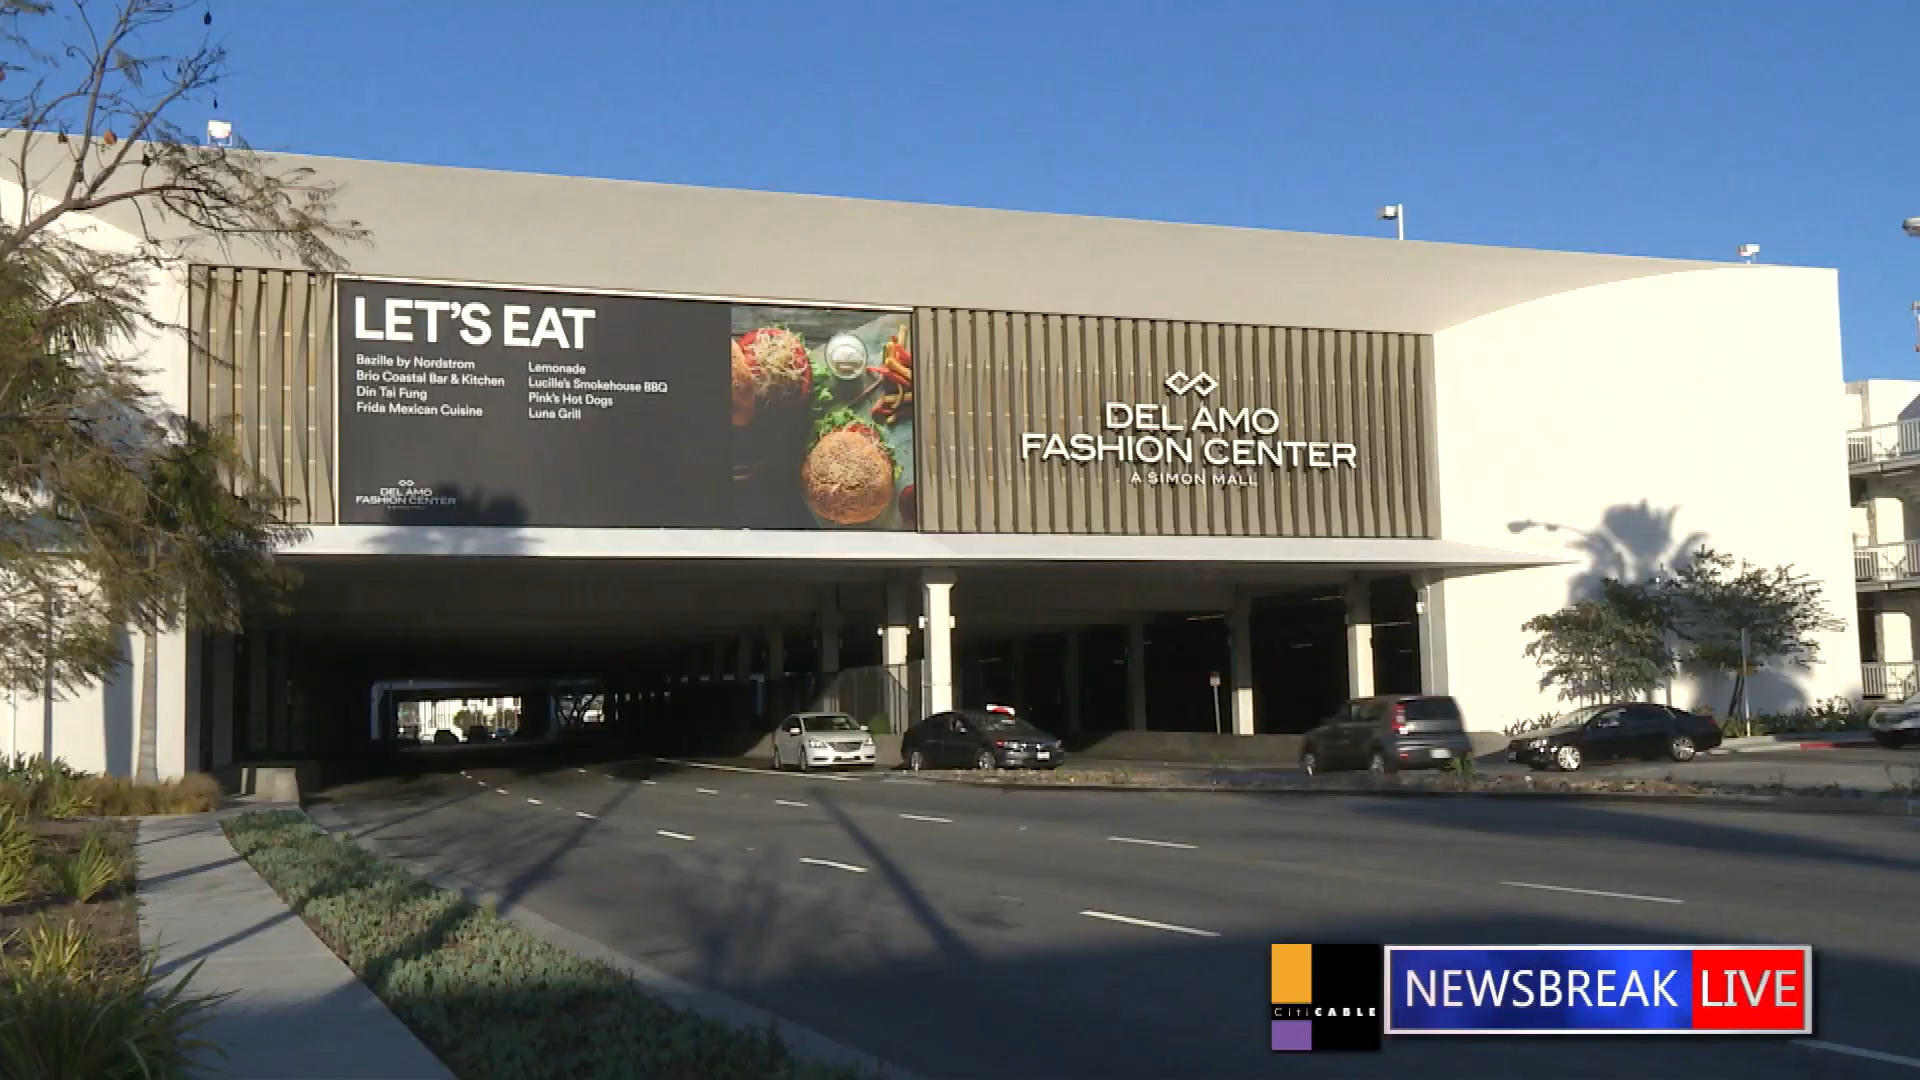 LET'S EAT
Bazille by Nordstrom
Brio Coastal Bar & Kitchen
Din Tai Fung
Frida Mexican Cuisine
Lemonade
Lucille's Smokehouse BBQ
Pink's Hot Dogs
Luna Grill
DEL AMO
FASHION CENTER
DEL AMO
FASHION CENTER
A SIMON MALL
CitiCABLE
NEWSBREAK LIVE